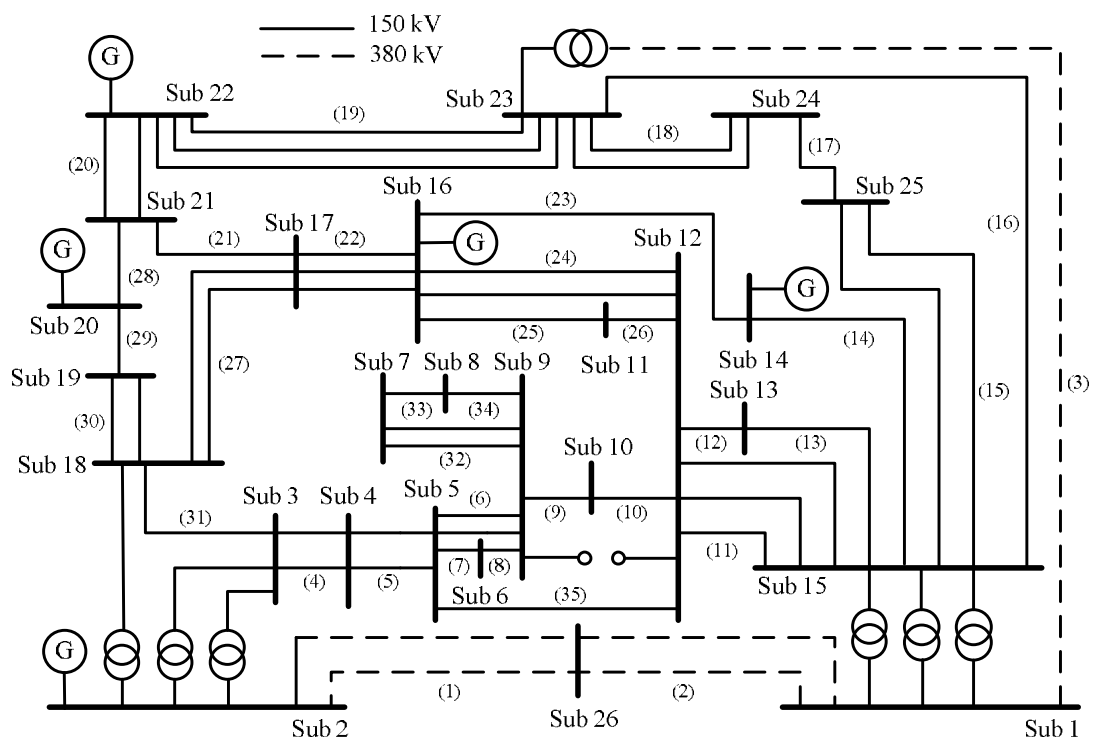 150 kV
380 kV
G
Sub 22
Sub 23
Sub 24
(19)
(18)
(17)
(20)
Sub 16
Sub 25
Sub 21
(23)
Sub 17
(16)
G
(21)
(22)
G
Sub 12
(28)
(24)
G
Sub 20
(25)
(26)
(29)
(14)
Sub 14
Sub 7
Sub 8
Sub 9
Sub 11
(27)
Sub 19
(15)
(3)
Sub 13
(33)
(34)
(30)
(12)
(13)
Sub 10
(32)
Sub 18
Sub 5
Sub 3
Sub 4
(6)
(9)
(10)
(31)
(11)
(7)
(8)
(4)
(5)
Sub 15
Sub 6
(35)
G
(1)
(2)
Sub 26
Sub 2
Sub 1